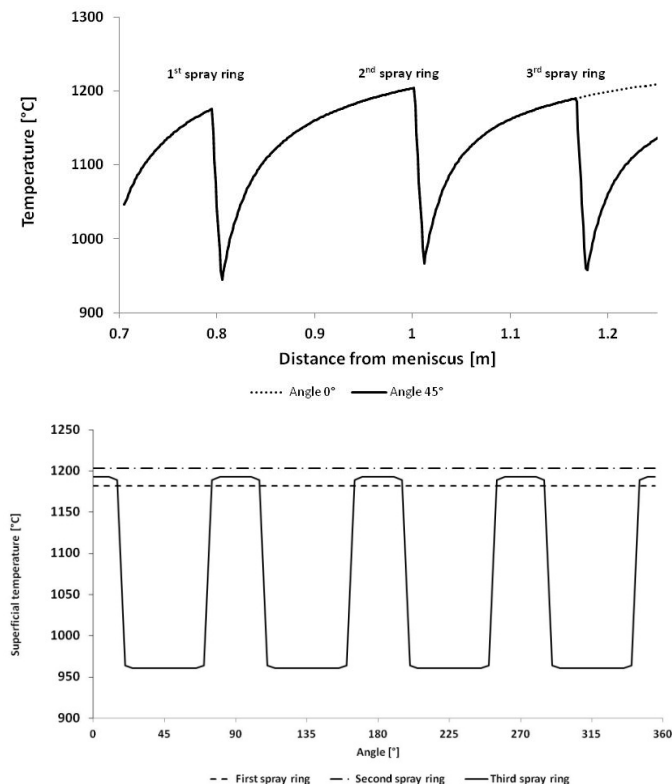 1300
1st spray ring
2nd spray ring
3rd spray ring
1200
Temperature [°C]
1100
1000
900
0.7 0.8 0.9 1 1.1 1.2
Distance from meniscus [m]
Angle 0° Angle 45°
1250
1200
1150
1100
1050
1000
950
900
Superficial temperature [°C]
0 45 90 135 180 225 270 315 360
Angle [°]
First spray ring Second spray ring Third spray ring